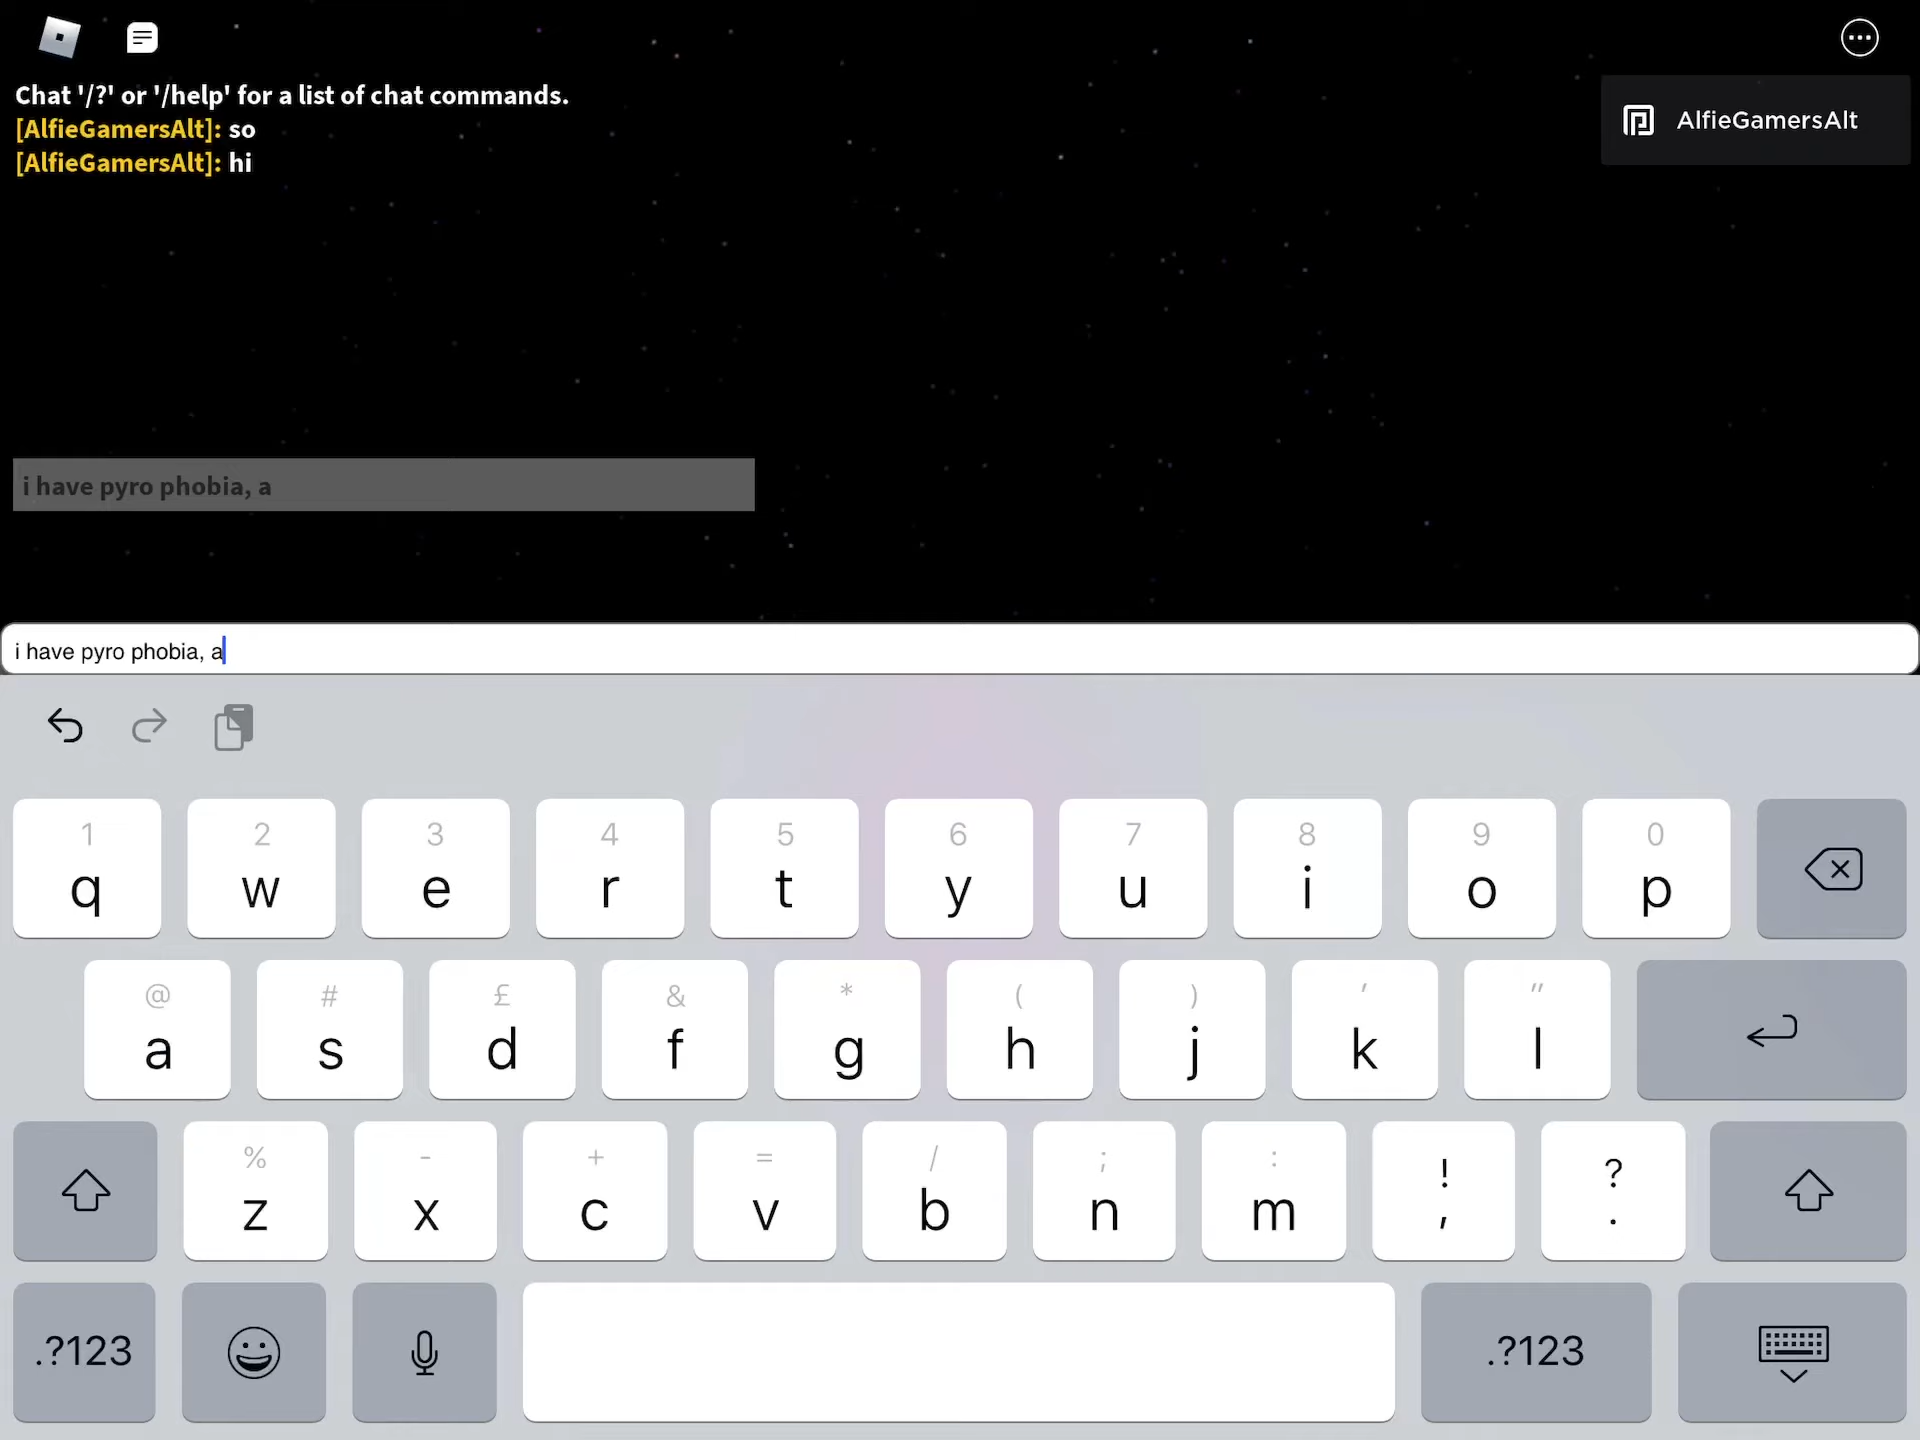 Chat '/?' or '/help' for a list of chat commands.
[AlfieGamersAlt]: so
AlfieGamersAlt
[AlfieGamersAlt]: hi
i have pyro phobia, a
i have pyro phobia, a
1 2 3 4 5 6 7 8 9 0
q w e r t y u i o p
@ # £ & * ( ) ' "
a s d f g h j k l
% - + = / ; : ! ?
z x c v b n m , .
.?123 .?123